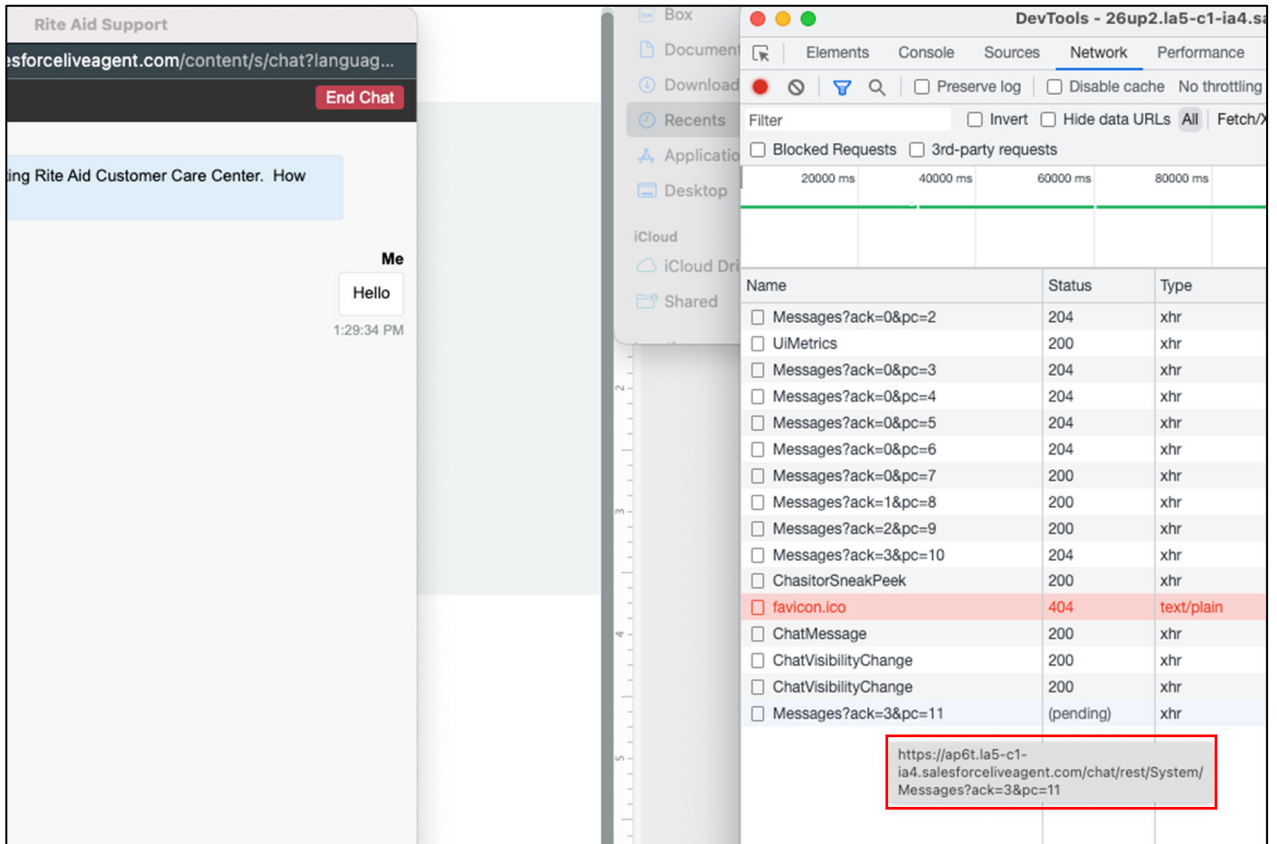 Rite Aid Support
esforceliveagent.com/content/s/chat?languag...
End Chat
ing Rite Aid Customer Care Center. How
Me
Hello
1:29:34 PM
Box
Documen
Download
Recents
Applicatio
Desktop
iCloud
iCloud Dri
Shared
2
3
4
5
DevTools - 26up2.la5-c1-ia4.sa
Elements Console Sources Network Performance
Preserve log Disable cache No throttling
Filter Invert Hide data URLs All Fetch/X
Blocked Requests 3rd-party requests
20000 ms 40000 ms 60000 ms 80000 ms
Name Status Type
Messages?ack=0&pc=2 204 xhr
UiMetrics 200 xhr
Messages?ack=0&pc=3 204 xhr
Messages?ack=0&pc=4 204 xhr
Messages?ack=0&pc=5 204 xhr
Messages?ack=0&pc=6 204 xhr
Messages?ack=0&pc=7 200 xhr
Messages?ack=1&pc=8 200 xhr
Messages?ack=2&pc=9 200 xhr
Messages?ack=3&pc=10 204 xhr
ChasitorSneakPeek 200 xhr
favicon.ico 404 text/plain
ChatMessage 200 xhr
ChatVisibilityChange 200 xhr
ChatVisibilityChange 200 xhr
Messages?ack=3&pc=11 (pending) xhr
https://ap6t.la5-c1-
ia4.salesforceliveagent.com/chat/rest/System/
Messages?ack=3&pc=11